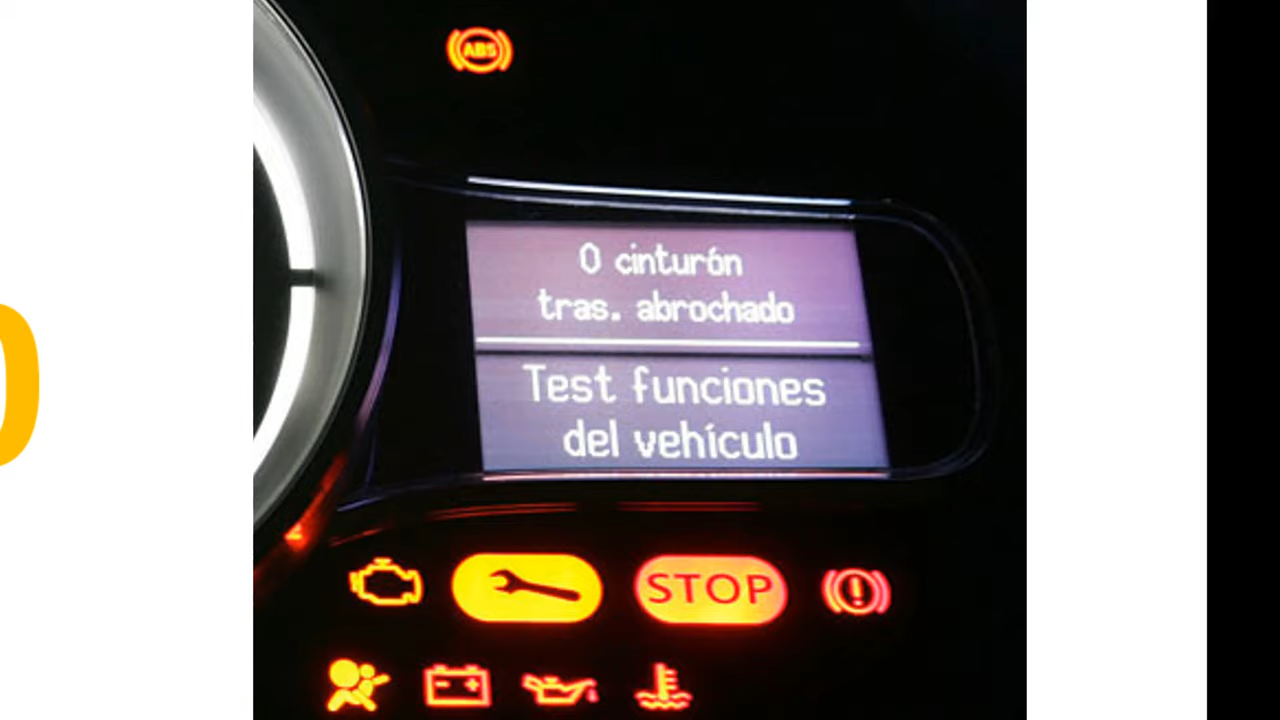 ABS
0 cinturón
tras. abrochado
Test funciones
del vehículo
STOP